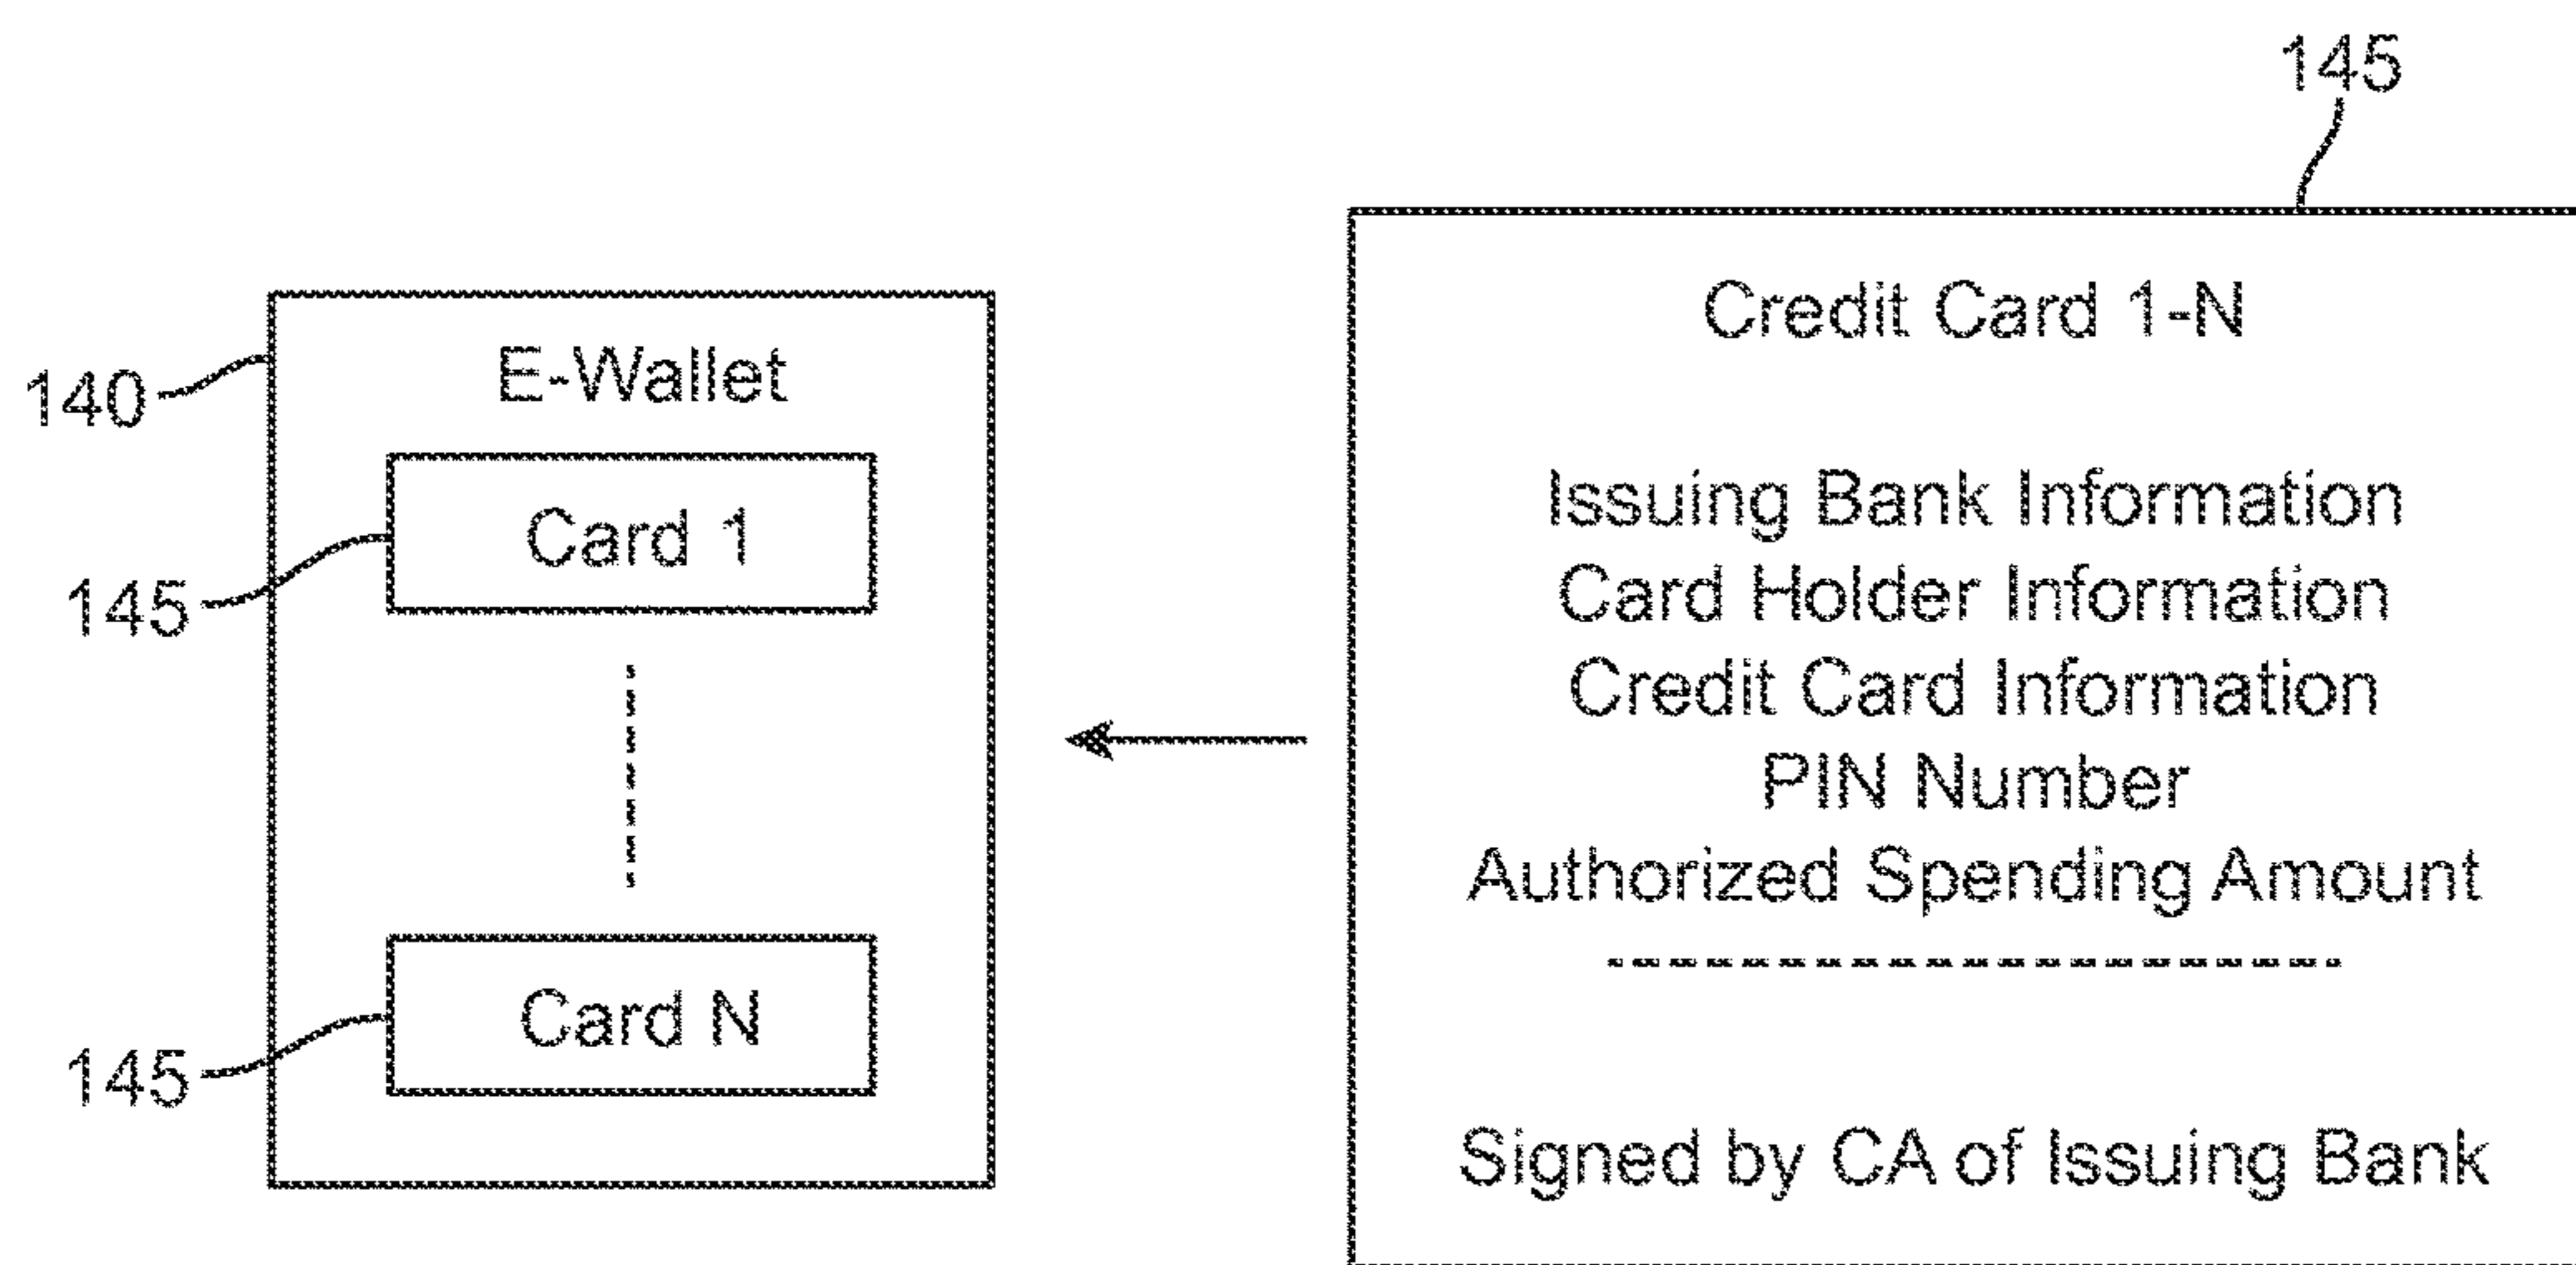 145
140
E-Wallet
145
Card 1
145
Card N
Credit Card 1-N
Issuing Bank Information
Card Holder Information
Credit Card Information
PIN Number
Authorized Spending Amount
Signed by CA of Issuing Bank